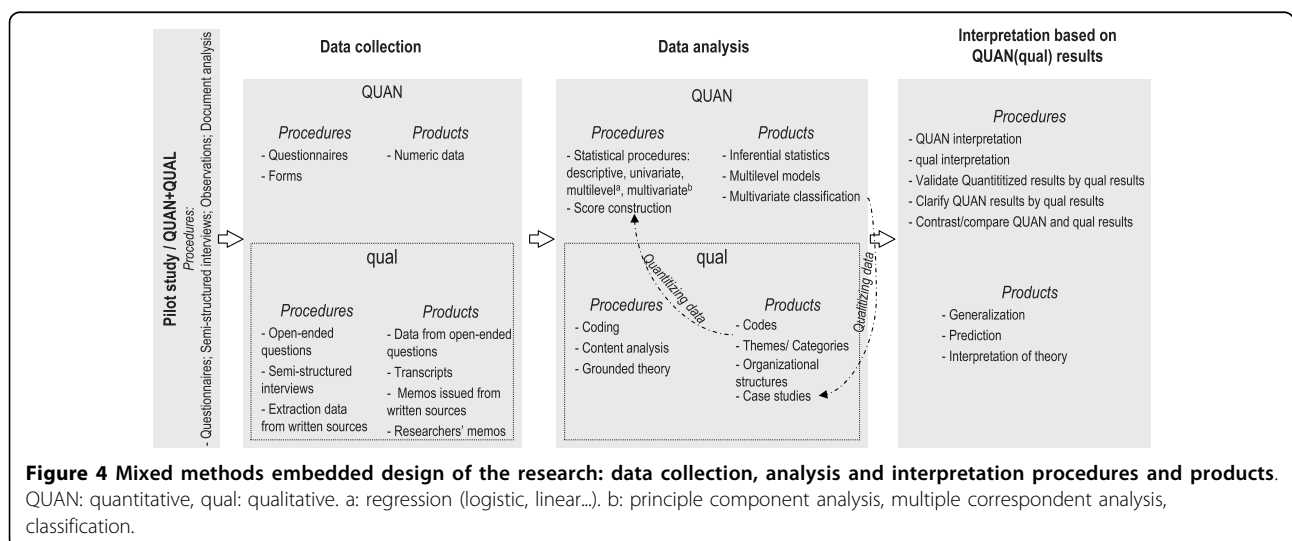 Pilot study / QUAN+QUAL
Procedures:
- Questionnaires; Semi-structured interviews; Observations; Document analysis
Data collection
QUAN
Procedures
- Questionnaires
- Forms
Products
- Numeric data
qual
Procedures
- Open-ended
questions
- Semi-structured
interviews
- Extraction data
from written sources
Products
- Data from open-ended
questions
- Transcripts
- Memos issued from
written sources
- Researchers' memos
Data analysis
QUAN
Procedures
- Statistical procedures:
descriptive, univariate,
multilevelᵃ, multivariateᵇ
- Score construction
Products
- Inferential statistics
- Multilevel models
- Multivariate classification
Quantitizing data
Qualitizing data
qual
Procedures
- Coding
- Content analysis
- Grounded theory
Products
- Codes
- Themes/ Categories
- Organizational
structures
- Case studies
Interpretation based on
QUAN(qual) results
Procedures
- QUAN interpretation
- qual interpretation
- Validate Quantititized results by qual results
- Clarify QUAN results by qual results
- Contrast/compare QUAN and qual results
Products
- Generalization
- Prediction
- Interpretation of theory
Figure 4 Mixed methods embedded design of the research: data collection, analysis and interpretation procedures and products.
QUAN: quantitative, qual: qualitative. a: regression (logistic, linear...). b: principle component analysis, multiple correspondent analysis,
classification.